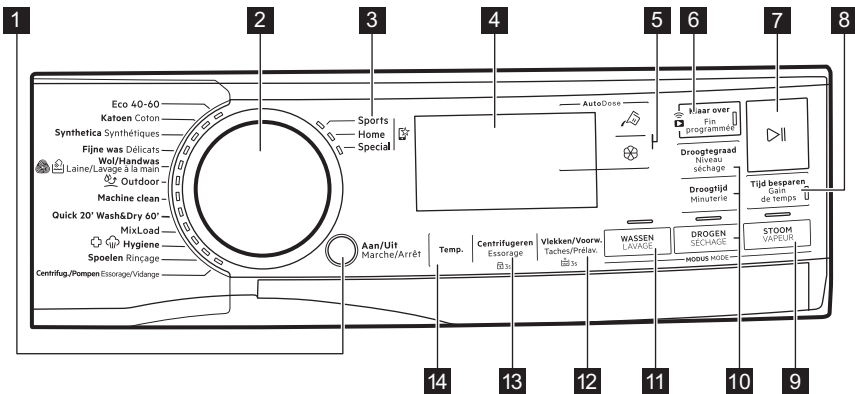 1
2
3
4
5
6
7
8
Eco 40-60
Katoen Coton
Synthetica Synthétiques
Fijne was Délicats
Wol/Handwas
Laine/Lavage à la main
Outdoor
Machine clean
Quick 20' Wash&Dry 60'
MixLoad
Hygiene
Spoelen Rinçage
Centrifug./Pompen Essorage/Vidange
Sports
Home
Special
Aan/Uit
Marche/Arrêt
Temp.
Centrifugeren
Essorage
3s
Vlekken/Voorw.
Taches/Prélav.
3s
AutoDose
Klaar over
Fin
programmée
Droogtegraad
Niveau
séchage
Droogtijd
Minuterie
Tijd besparen
Gain
de temps
WASSEN
LAVAGE
DROGEN
SÉCHAGE
STOOM
VAPEUR
MODUS MODE
14
13
12
11
10
9